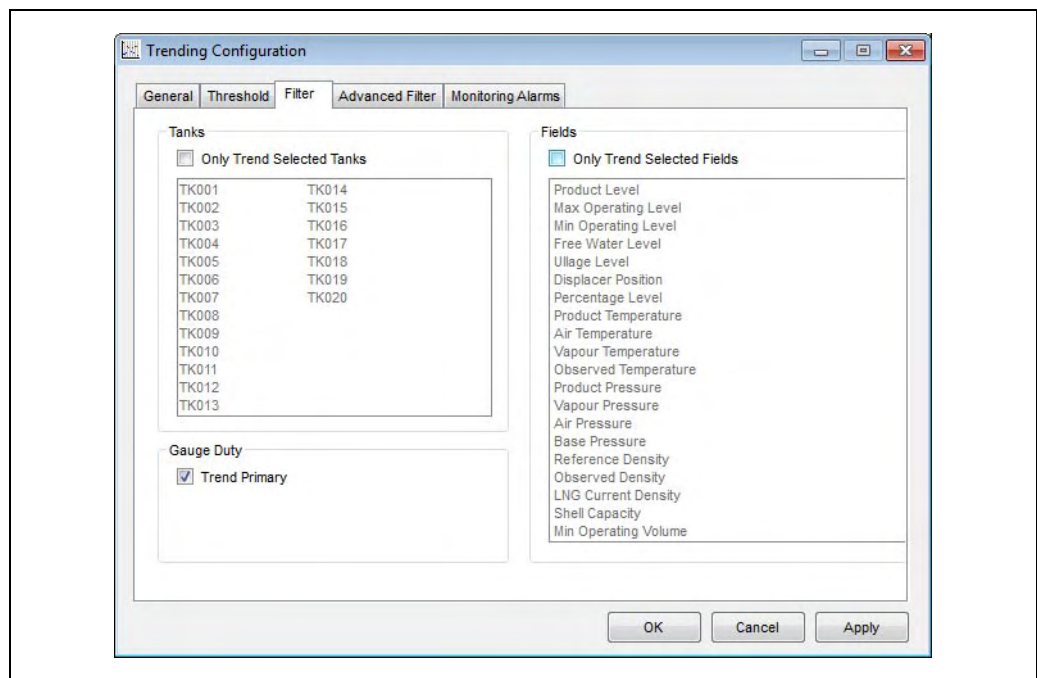 Trending Configuration
General Threshold Filter Advanced Filter Monitoring Alarms
Tanks
Only Trend Selected Tanks
TK001 TK014
TK002 TK015
TK003 TK016
TK004 TK017
TK005 TK018
TK006 TK019
TK007 TK020
TK008
TK009
TK010
TK011
TK012
TK013
Gauge Duty
Trend Primary
Fields
Only Trend Selected Fields
Product Level
Max Operating Level
Min Operating Level
Free Water Level
Ullage Level
Displacer Position
Percentage Level
Product Temperature
Air Temperature
Vapour Temperature
Observed Temperature
Product Pressure
Vapour Pressure
Air Pressure
Base Pressure
Reference Density
Observed Density
LNG Current Density
Shell Capacity
Min Operating Volume
OK Cancel Apply